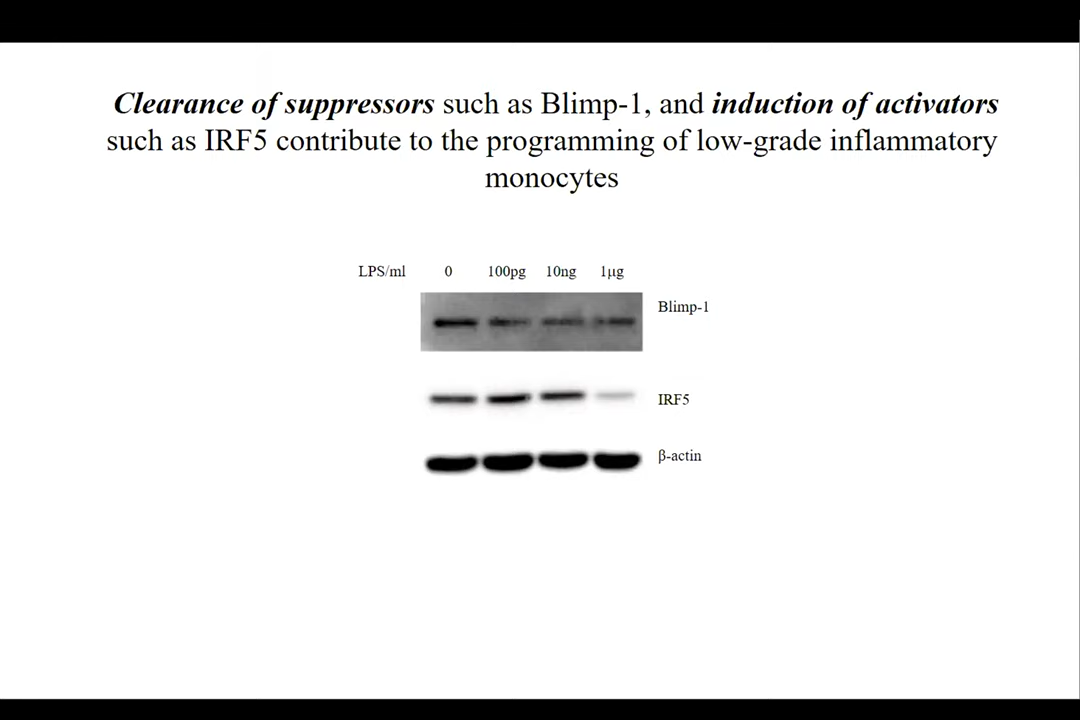 Clearance of suppressors such as Blimp-1, and induction of activators
such as IRF5 contribute to the programming of low-grade inflammatory
monocytes
LPS/ml 0 100pg 10ng 1μg
Blimp-1
IRF5
β-actin